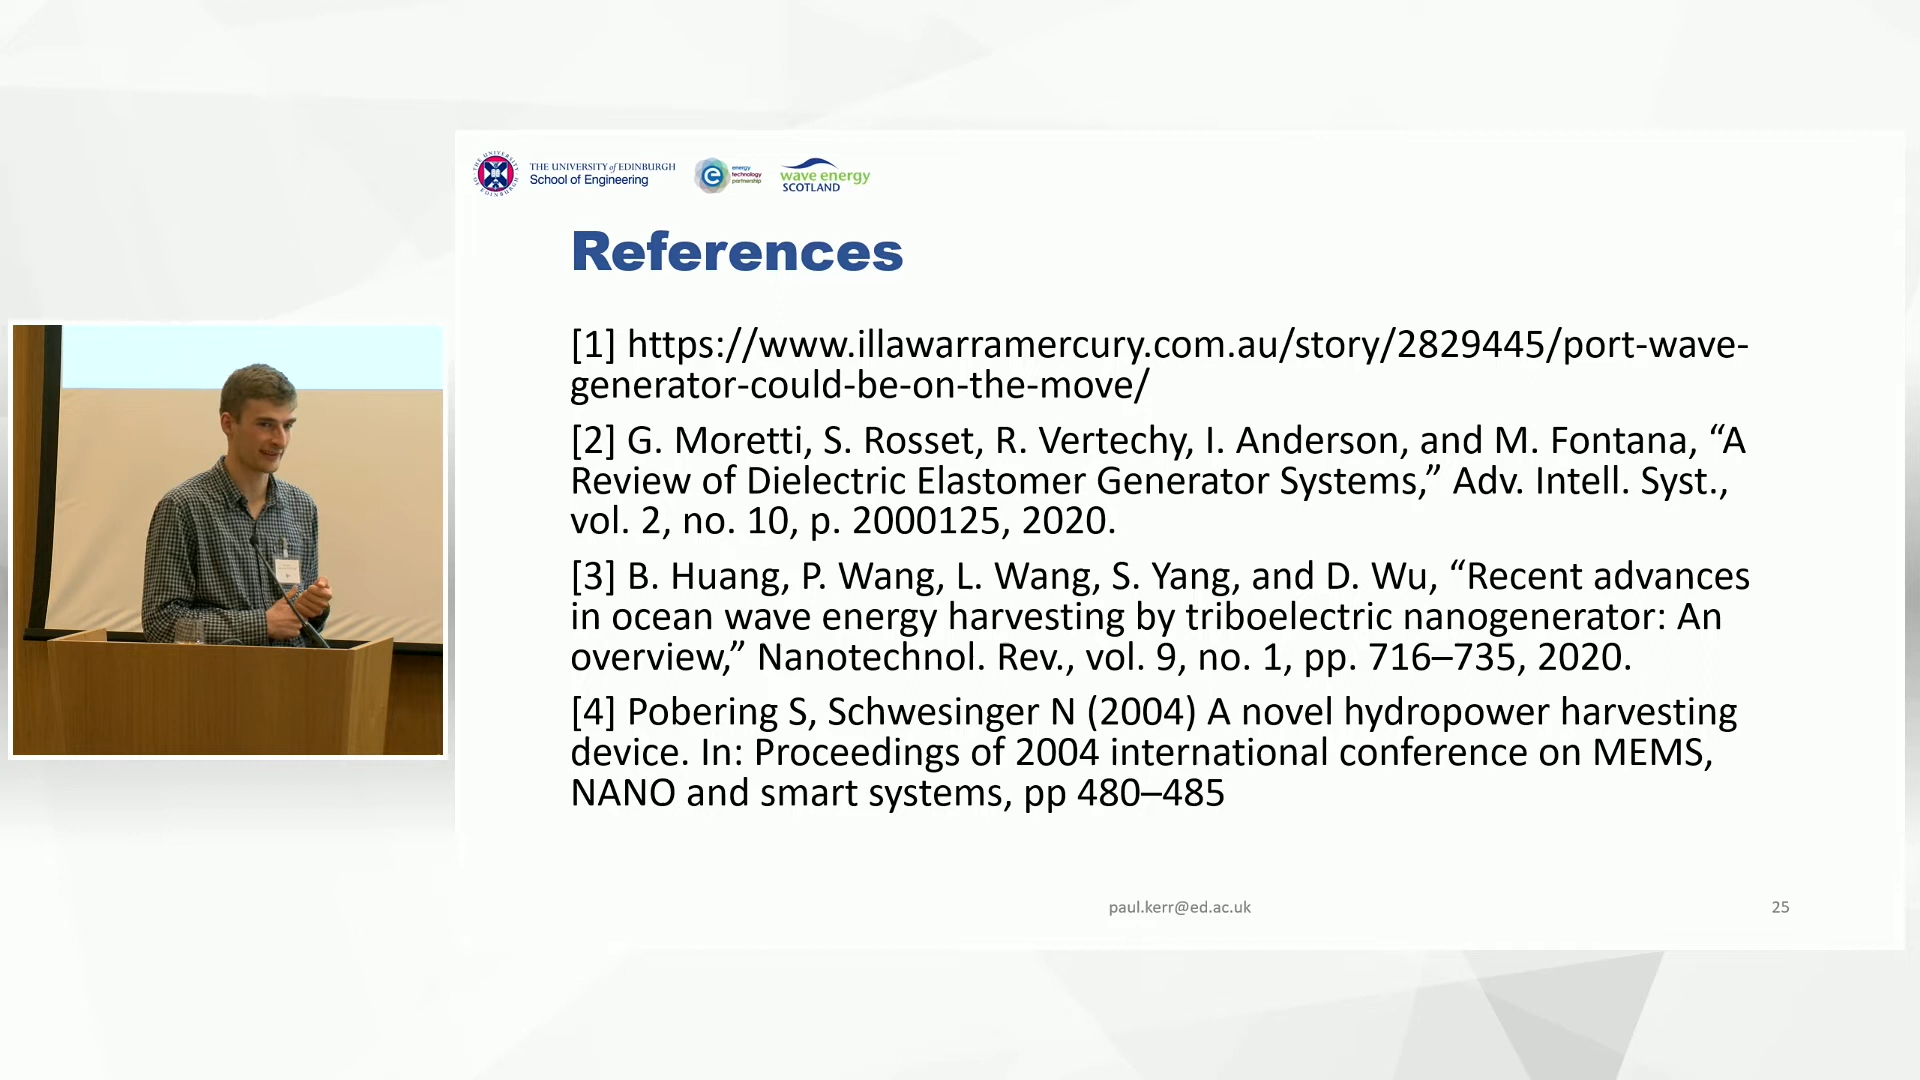 THE UNIVERSITY of EDINBURGH
School of Engineering
energy
technology
partnership
wave energy
SCOTLAND
References
[1] https://www.illawarramercury.com.au/story/2829445/port-wave-
generator-could-be-on-the-move/
[2] G. Moretti, S. Rosset, R. Vertechy, I. Anderson, and M. Fontana, “A
Review of Dielectric Elastomer Generator Systems,” Adv. Intell. Syst.,
vol. 2, no. 10, p. 2000125, 2020.
[3] B. Huang, P. Wang, L. Wang, S. Yang, and D. Wu, “Recent advances
in ocean wave energy harvesting by triboelectric nanogenerator: An
overview,” Nanotechnol. Rev., vol. 9, no. 1, pp. 716–735, 2020.
[4] Pobering S, Schwesinger N (2004) A novel hydropower harvesting
device. In: Proceedings of 2004 international conference on MEMS,
NANO and smart systems, pp 480–485
paul.kerr@ed.ac.uk
25